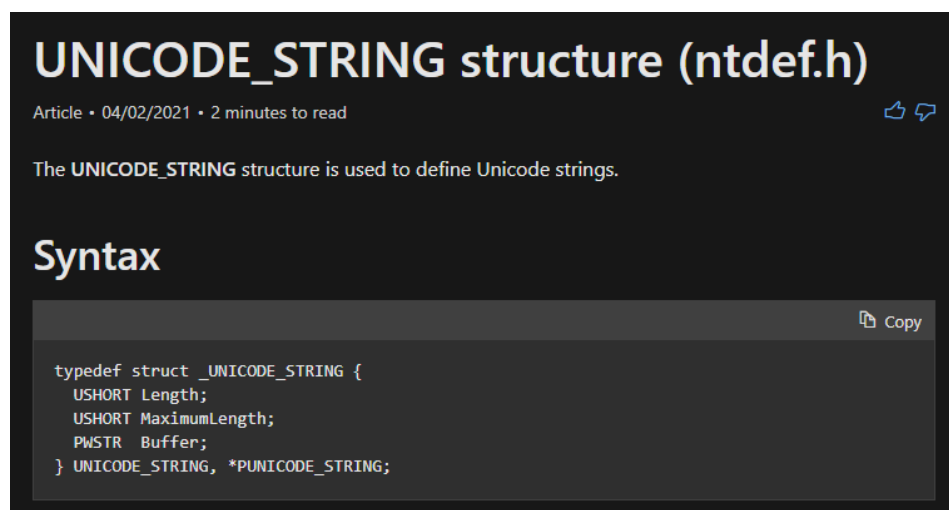 UNICODE_STRING structure (ntdef.h)
Article • 04/02/2021 • 2 minutes to read
The UNICODE_STRING structure is used to define Unicode strings.
Syntax
Copy
typedef struct _UNICODE_STRING {
  USHORT Length;
  USHORT MaximumLength;
  PWSTR  Buffer;
} UNICODE_STRING, *PUNICODE_STRING;